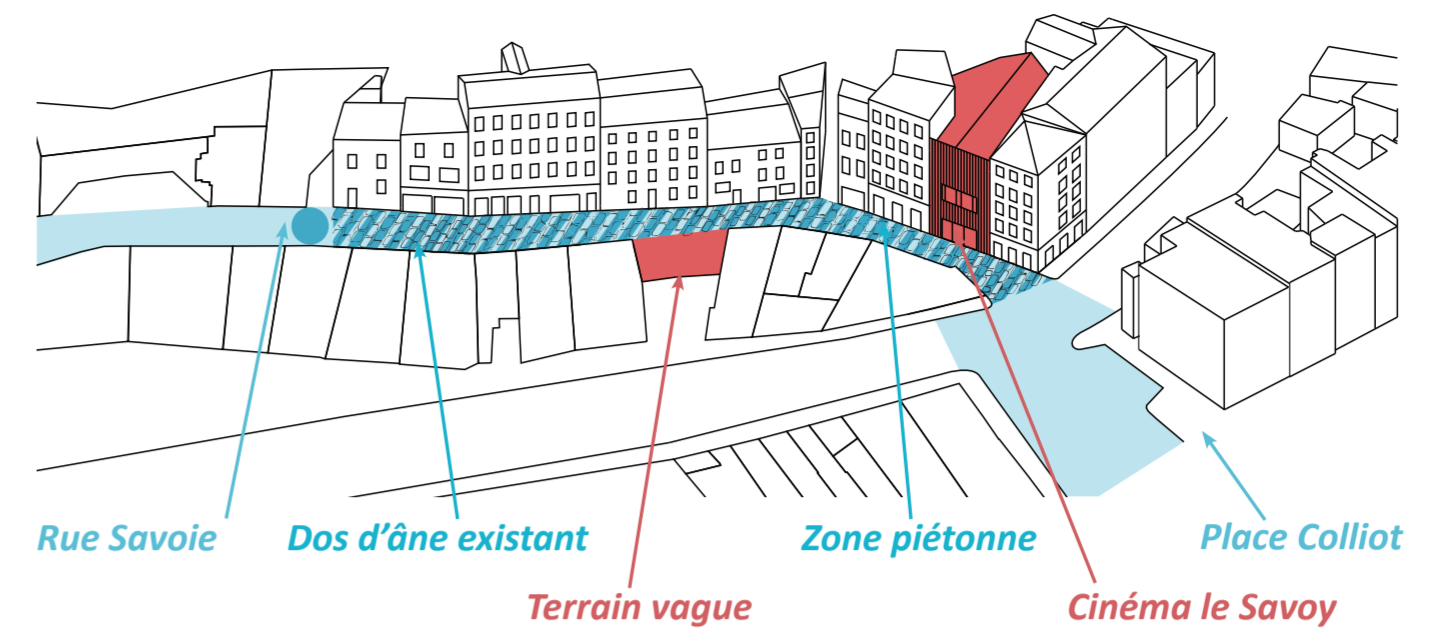 Rue Savoie
Dos d’âne existant
Zone piétonne
Place Colliot
Terrain vague
Cinéma le Savoy